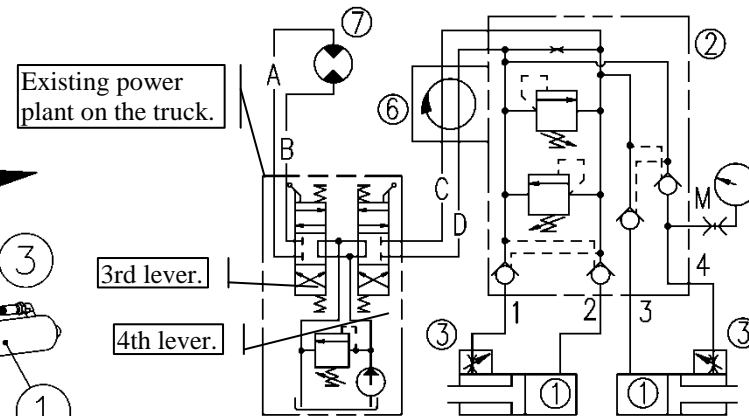 7
2
Existing power
plant on the truck.
A
6
B
C
D
M
3
3rd lever.
4
1
2
3
4th lever.
3
3
1
1
1